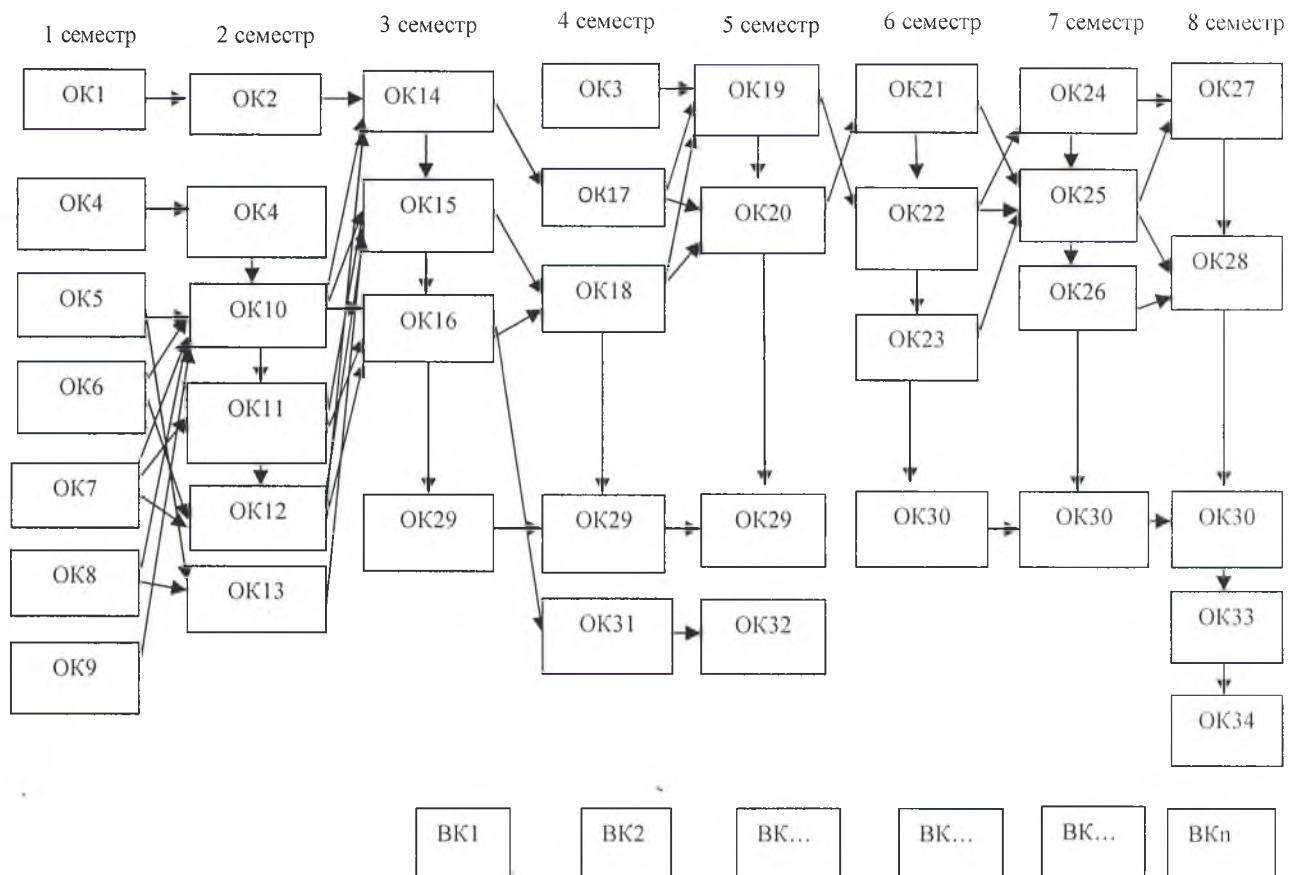 1 семестр 2 семестр 3 семестр 4 семестр 5 семестр 6 семестр 7 семестр 8 семестр
ОК1 ОК2 ОК14 ОК3 ОК19 ОК21 ОК24 ОК27
ОК4 ОК4 ОК15 ОК17 ОК20 ОК22 ОК25
ОК5 ОК10 ОК16 ОК18 ОК23 ОК26 ОК28
ОК6 ОК11
ОК7 ОК12 ОК29 ОК29 ОК29 ОК30 ОК30 ОК30
ОК8 ОК13 ОК31 ОК32 ОК33
ОК9 ОК34
ВК1 ВК2 ВК... ВК... ВК... ВКn